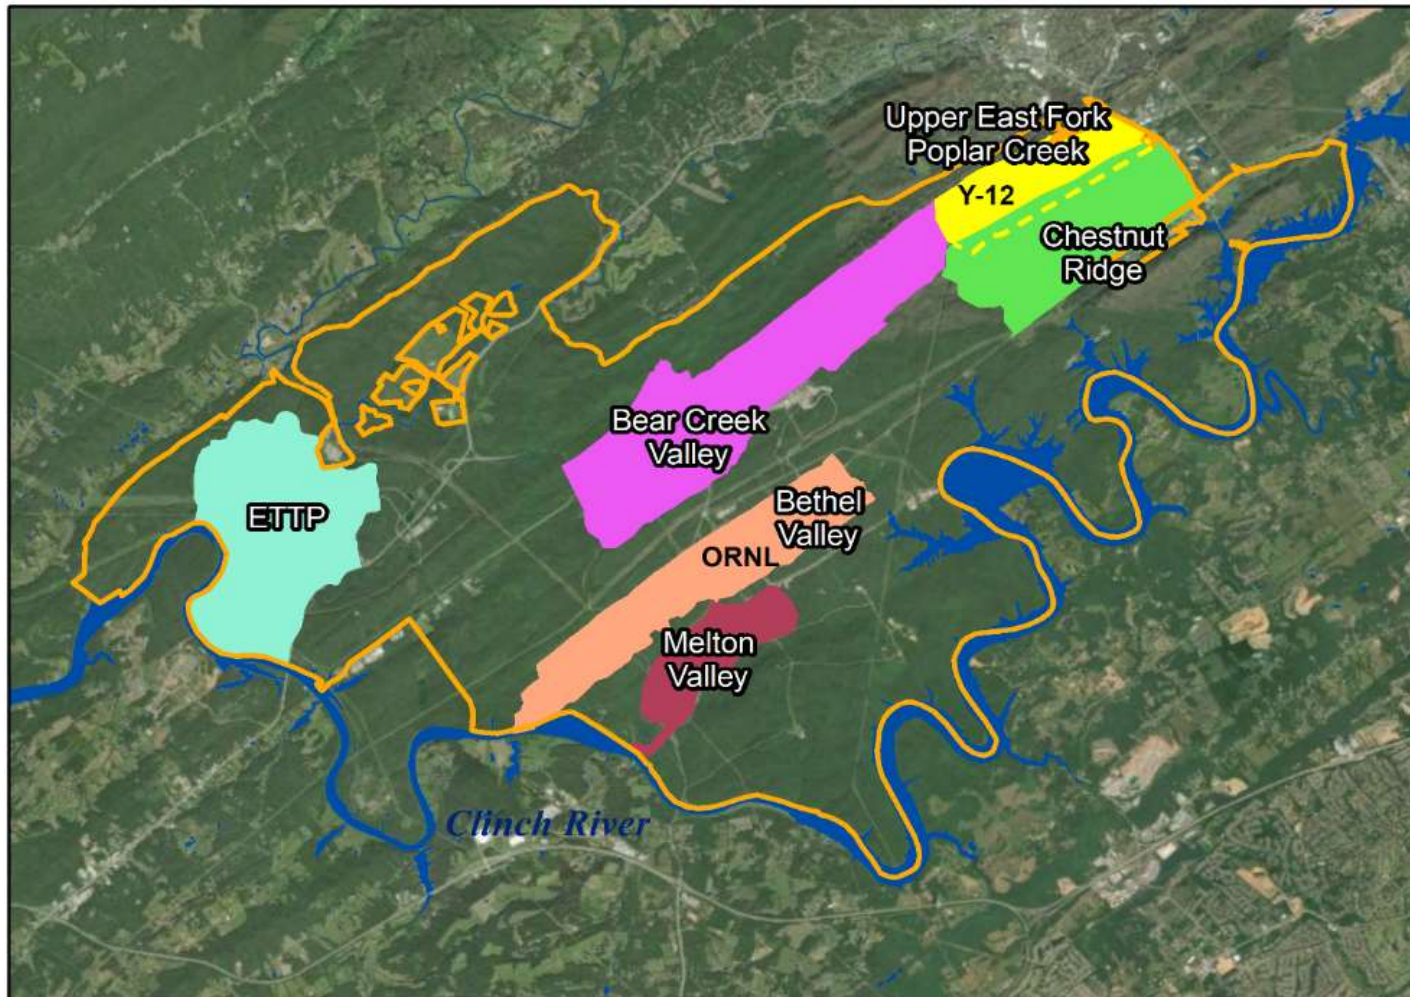 Upper East Fork
Poplar Creek
Y-12
Chestnut
Ridge
Bear Creek
Valley
Bethel
Valley
ETTP
ORNL
Melton
Valley
Clinch River